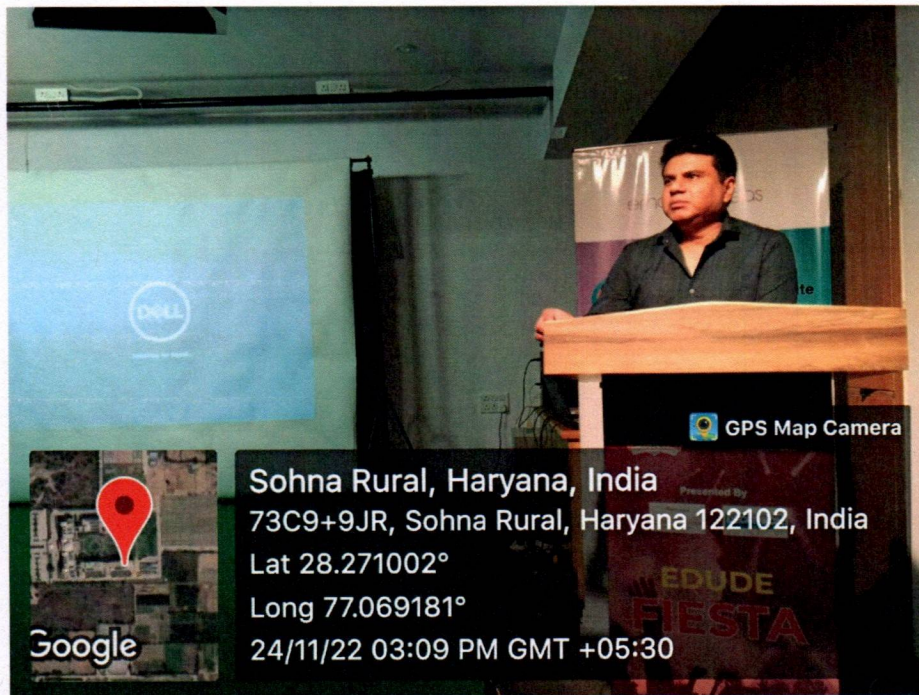 DELL
te
GPS Map Camera
Presented By
EDUDE
FIESTA
Sohna Rural, Haryana, India
73C9+9JR, Sohna Rural, Haryana 122102, India
Lat 28.271002°
Long 77.069181°
24/11/22 03:09 PM GMT +05:30
Google